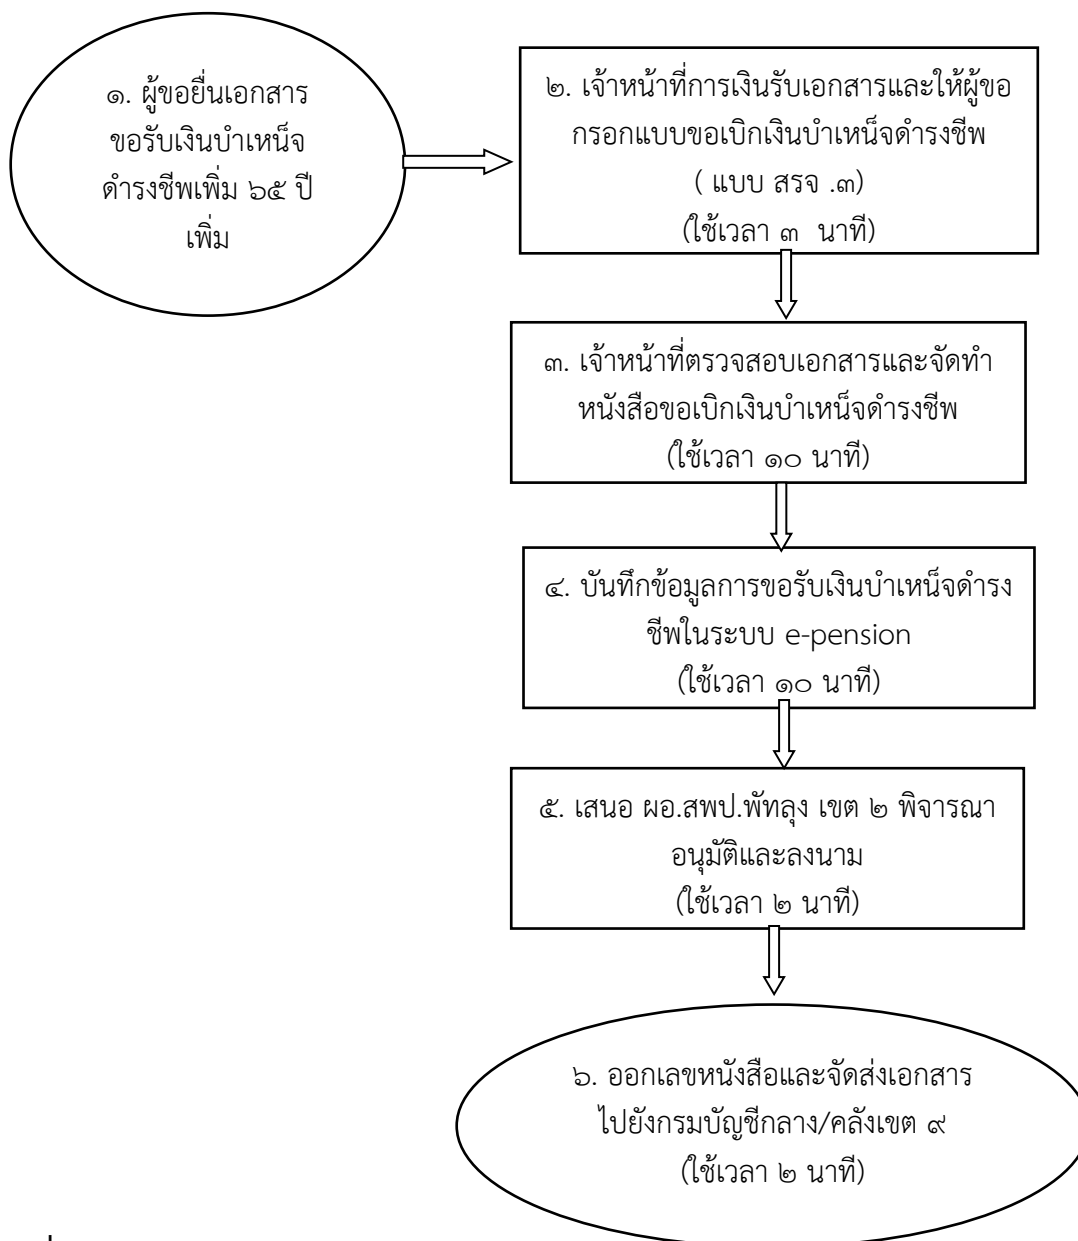 ๑. ผู้ขอยื่นเอกสาร
ขอรับเงินบำเหน็จ
ดำรงชีพเพิ่ม ๖๕ ปี
เพิ่ม
๒. เจ้าหน้าที่การเงินรับเอกสารและให้ผู้ขอ
กรอกแบบขอเบิกเงินบำเหน็จดำรงชีพ
( แบบ สรจ .๓)
(ใช้เวลา ๓ นาที)
๓. เจ้าหน้าที่ตรวจสอบเอกสารและจัดทำ
หนังสือขอเบิกเงินบำเหน็จดำรงชีพ
(ใช้เวลา ๑๐ นาที)
๔. บันทึกข้อมูลการขอรับเงินบำเหน็จดำรง
ชีพในระบบ e-pension
(ใช้เวลา ๑๐ นาที)
๕. เสนอ ผอ.สพป.พัทลุง เขต ๒ พิจารณา
อนุมัติและลงนาม
(ใช้เวลา ๒ นาที)
๖. ออกเลขหนังสือและจัดส่งเอกสาร
ไปยังกรมบัญชีกลาง/คลังเขต ๙
(ใช้เวลา ๒ นาที)